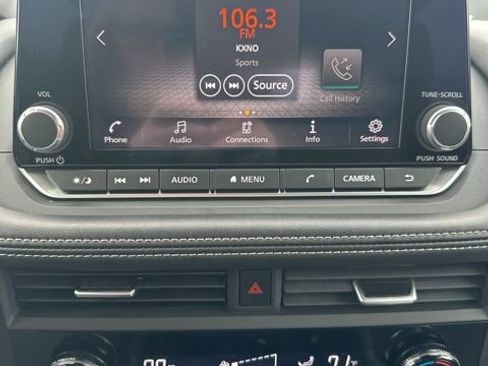 106.3
FM
KXNO
Sports
Source
Call History
VOL
TUNE-SCROLL
Phone
Audio
Connections
Info
Settings
PUSH
PUSH SOUND
AUDIO
MENU
CAMERA